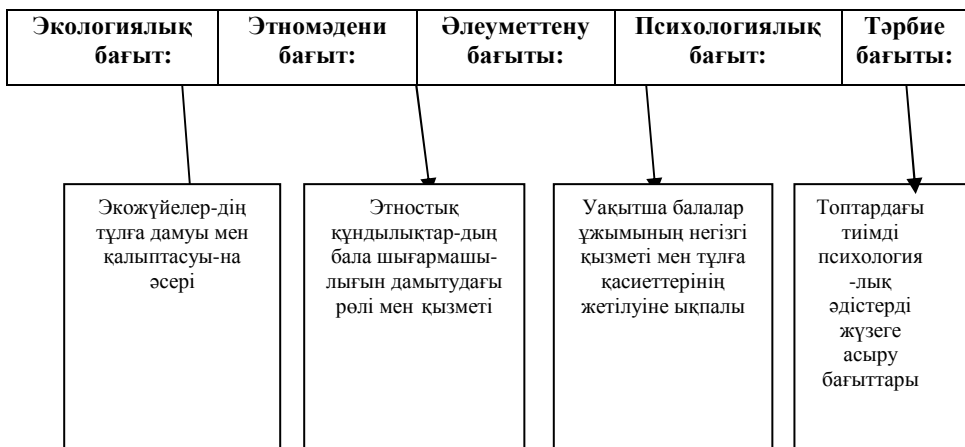 Экологиялық
бағыт:
Этномәдени
бағыт:
Әлеуметтену
бағыты:
Психологиялық
бағыт:
Тәрбие
бағыты:
Экожүйелер-дің
тұлға дамуы мен
қалыптасуы-на
әсері
Этностық
құндылықтар-дың
бала шығармашы-
лығын дамытудағы
рөлі мен қызметі
Уақытша балалар
ұжымының негізгі
қызметі мен тұлға
қасиеттерінің
жетілуіне ықпалы
Топтардағы
тиімді
психология
-лық
әдістерді
жүзеге
асыру
бағыттары